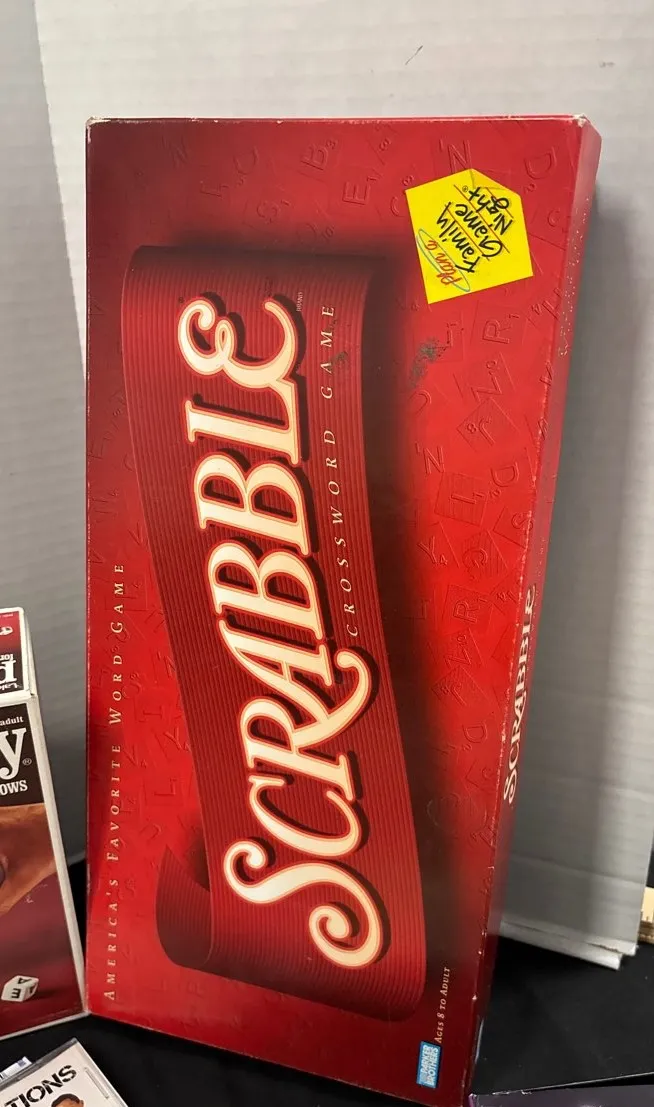 AMERICA'S FAVORITE WORD GAME
SCRABBLE
BRAND
CROSSWORD GAME
Plan a
Family
Game
Night
AGES 8 TO ADULT
PARKER
BROTHERS
SCRABBLE
adult
y®
OWS
TIONS